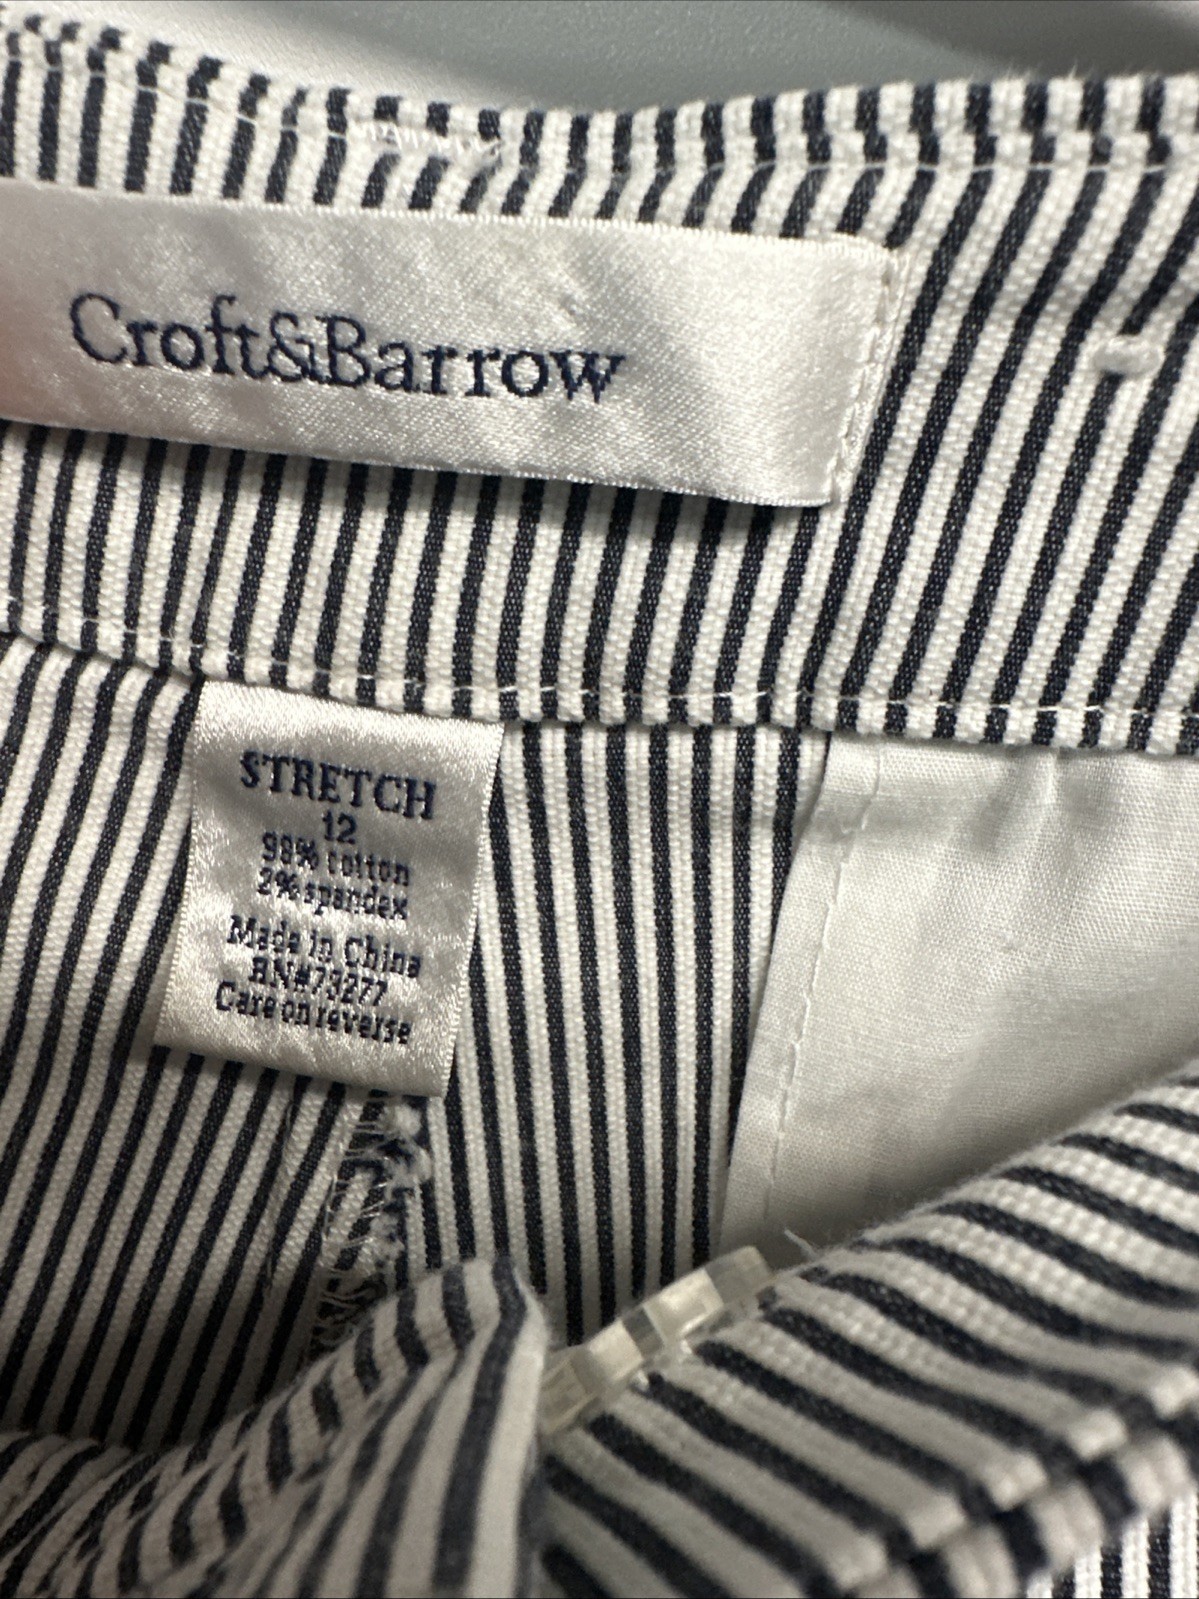 Croft&Barrow
STRETCH
12
98% cotton
2% spandex
Made in China
RN#73277
Care on reverse